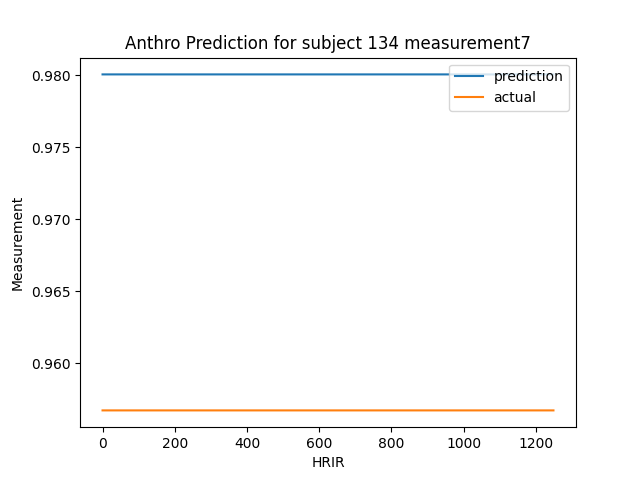 Anthro Prediction for subject 134 measurement7
0.980
0.975
0.970
0.965
0.960
Measurement
prediction
actual
0 200 400 600 800 1000 1200
HRIR